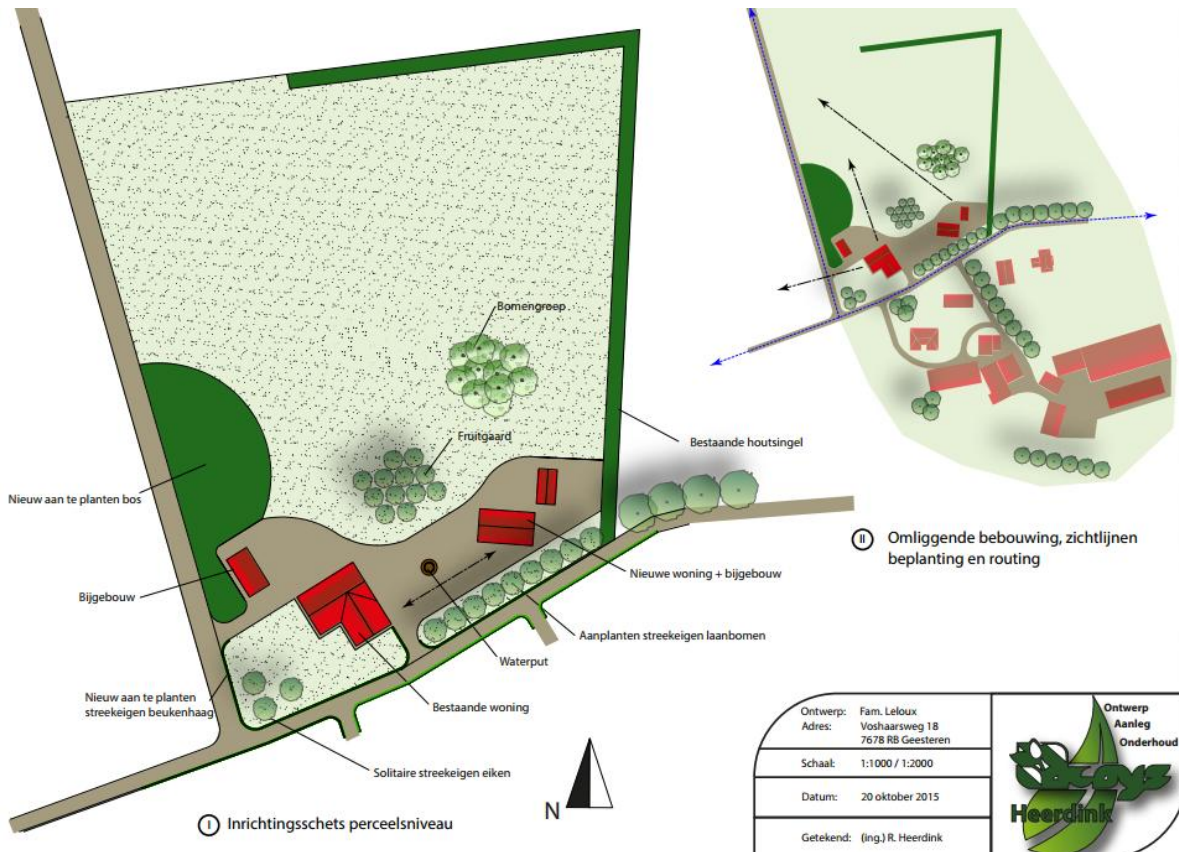 Bomengroep
Fruitgaard
Bestaande houtsingel
Nieuw aan te planten bos
Bijgebouw
Nieuwe woning + bijgebouw
Aanplanten streekeigen laanbomen
Waterput
Nieuw aan te planten
streekeigen beukenhaag
Bestaande woning
Solitaire streekeigen eiken
N
I Inrichtingsschets perceelsniveau
II Omliggende bebouwing, zichtlijnen
beplanting en routing
Ontwerp: Fam. Leloux
Adres: Voshaarsweg 18
7678 RB Geesteren
Schaal: 1:1000 / 1:2000
Datum: 20 oktober 2015
Getekend: (ing.) R. Heerdink
Ontwerp
Aanleg
Onderhoud
Heerdink